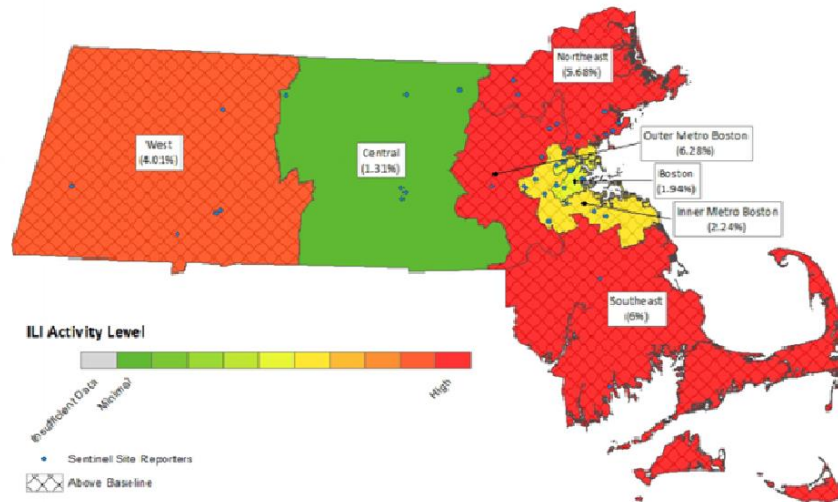 Northeast
(5.68%)
Outer Metro Boston
(6.28%)
West
(4.01%)
Central
(1.31%)
Boston
(1.94%)
Inner Metro Boston
(2.24%)
Southeast
(6%)
ILI Activity Level
Insufficient Data
Minimal
High
Sentinell Site Reporters
Above Baseline